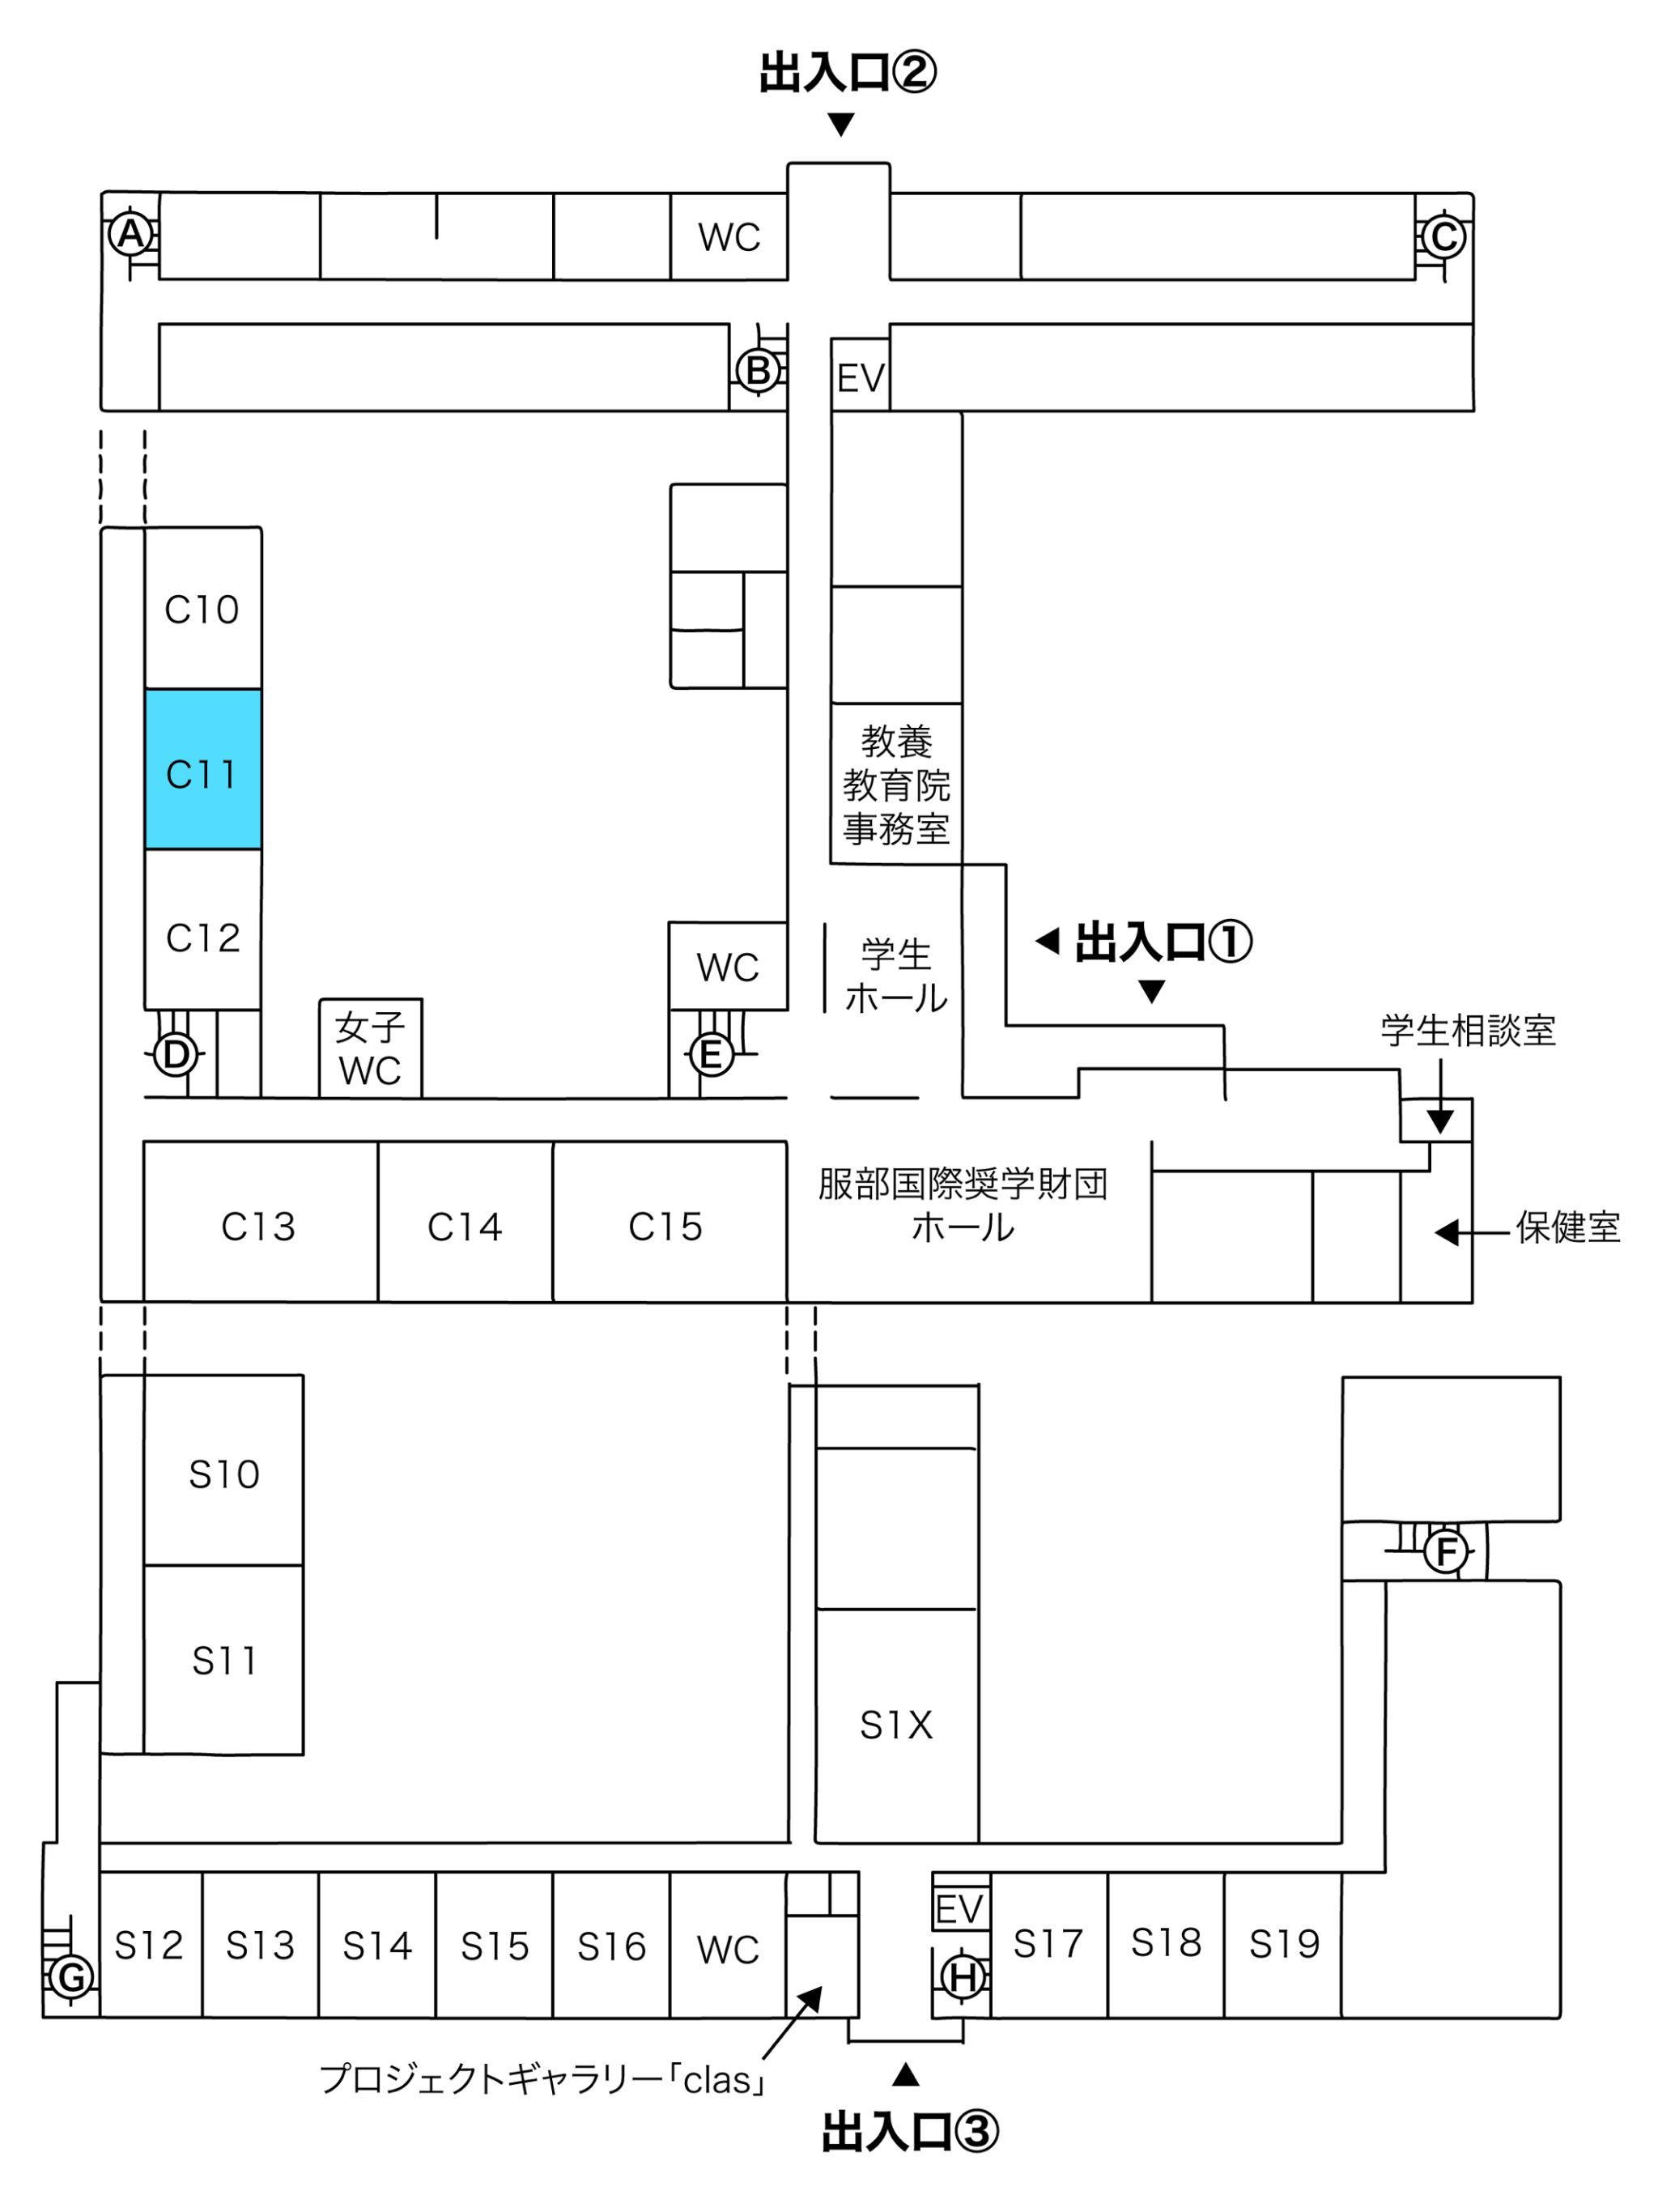 出入口②
A
WC
C
B
EV
C10
C11
C12
教養
教育院
事務室
出入口①
WC
学生
ホール
女子
WC
D
E
学生相談室
C13
C14
C15
服部国際奨学財団
ホール
保健室
S10
S11
F
S1X
EV
S12
S13
S14
S15
S16
WC
S17
S18
S19
G
H
プロジェクトギャラリー「clas」
出入口③